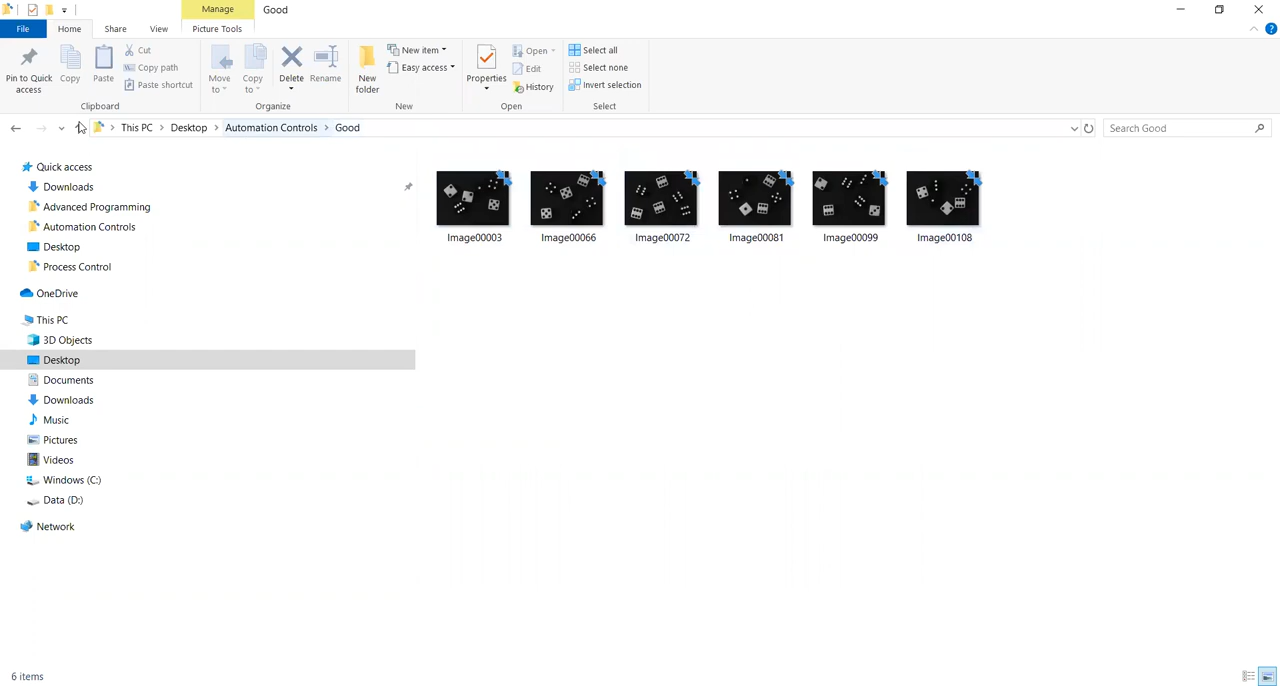 Manage
Good
File
Home
Share
View
Picture Tools
Pin to Quick access
Copy
Paste
Cut
Copy path
Paste shortcut
Clipboard
Move to
Copy to
Delete
Rename
Organize
New folder
New item
Easy access
New
Properties
Open
Edit
History
Open
Select all
Select none
Invert selection
Select
This PC > Desktop > Automation Controls > Good
Search Good
Quick access
Downloads
Advanced Programming
Automation Controls
Desktop
Process Control
OneDrive
This PC
3D Objects
Desktop
Documents
Downloads
Music
Pictures
Videos
Windows (C:)
Data (D:)
Network
Image00003
Image00066
Image00072
Image00081
Image00099
Image00108
6 items